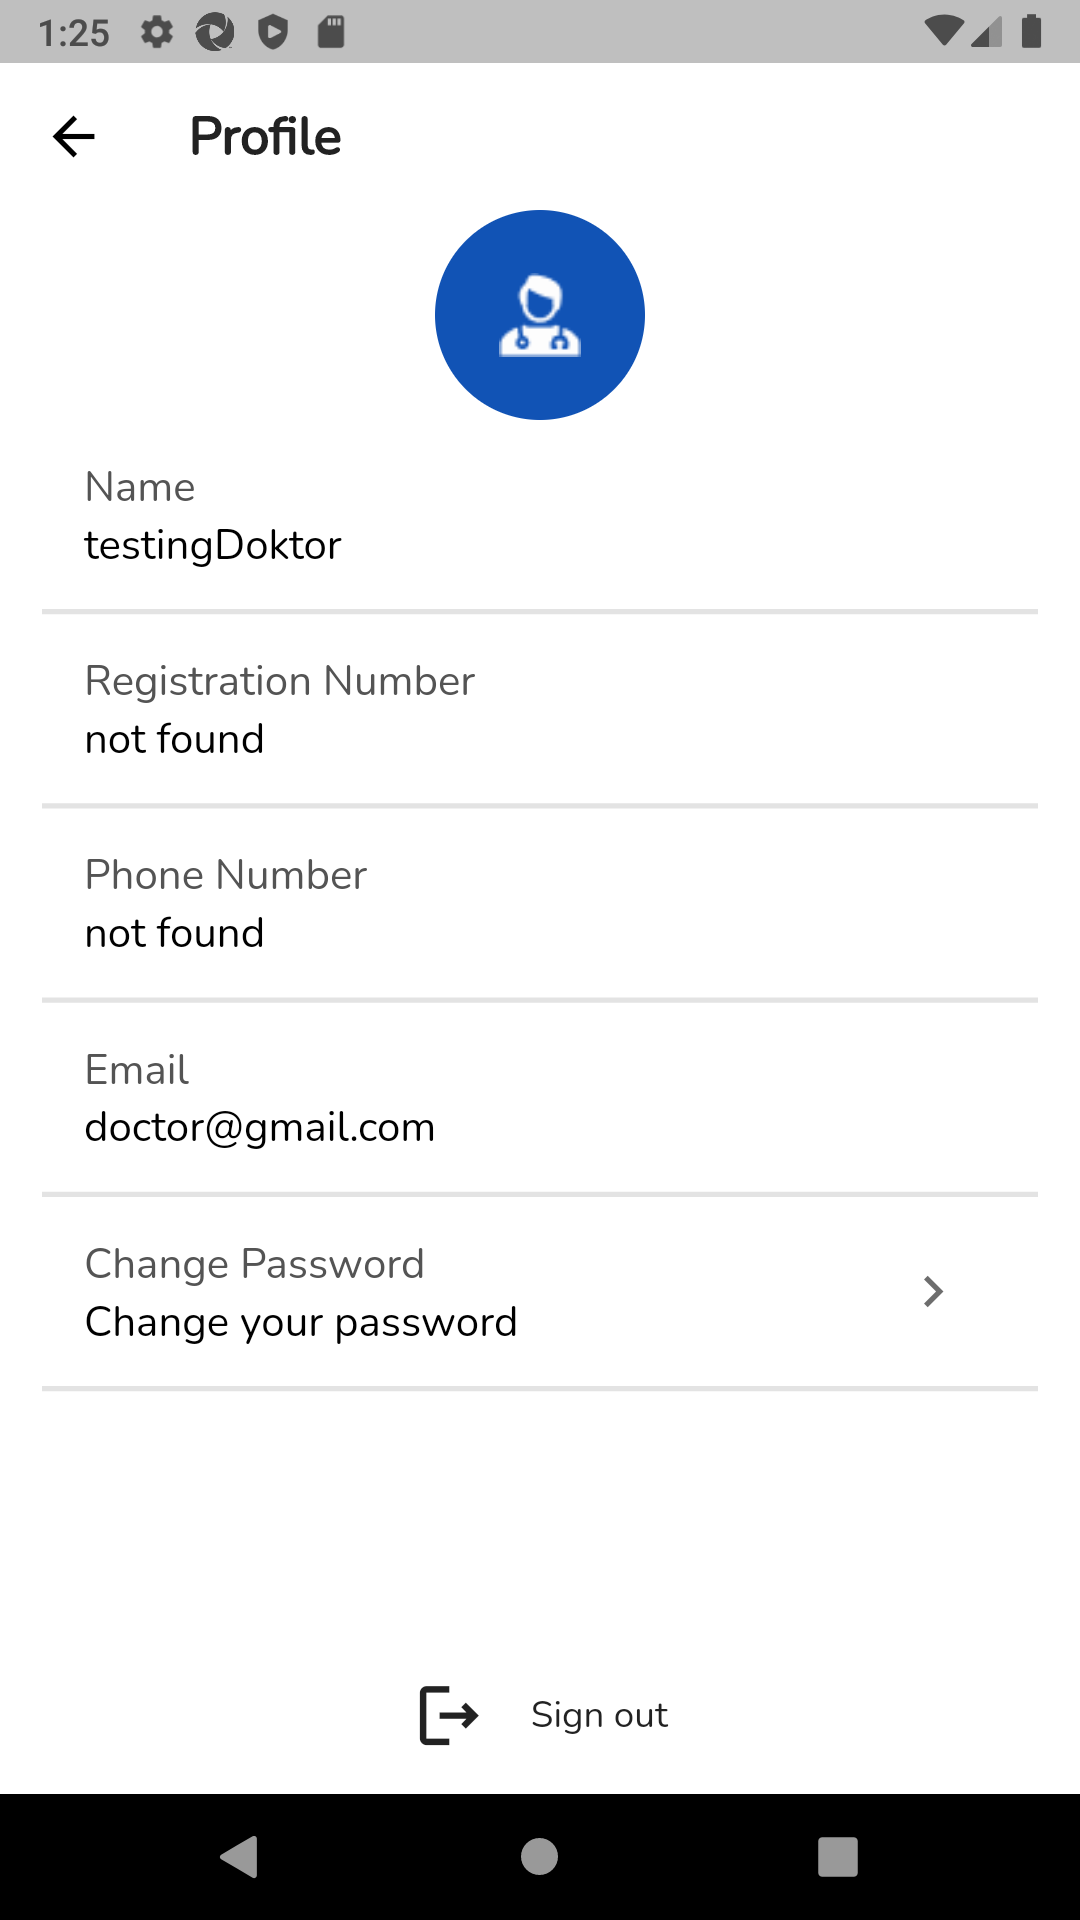 1:25
Profile
Name
testingDoktor
Registration Number
not found
Phone Number
not found
Email
doctor@gmail.com
Change Password
Change your password
Sign out